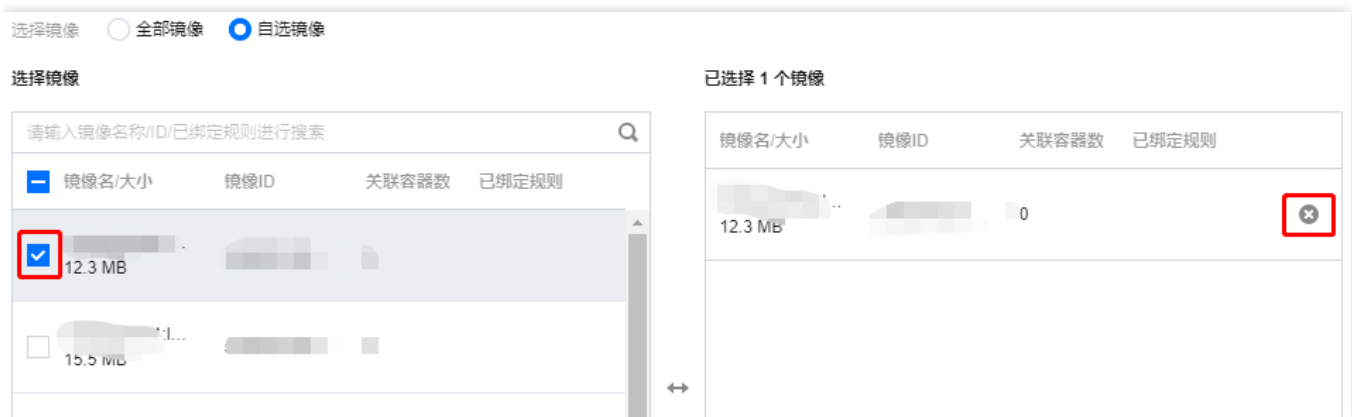 选择镜像 全部镜像 自选镜像
选择镜像
请输入镜像名称/ID/已绑定规则进行搜索
镜像名/大小 镜像ID 关联容器数 已绑定规则
12.3 MB
15.5 MB
已选择 1 个镜像
镜像名/大小 镜像ID 关联容器数 已绑定规则
0
12.3 MB